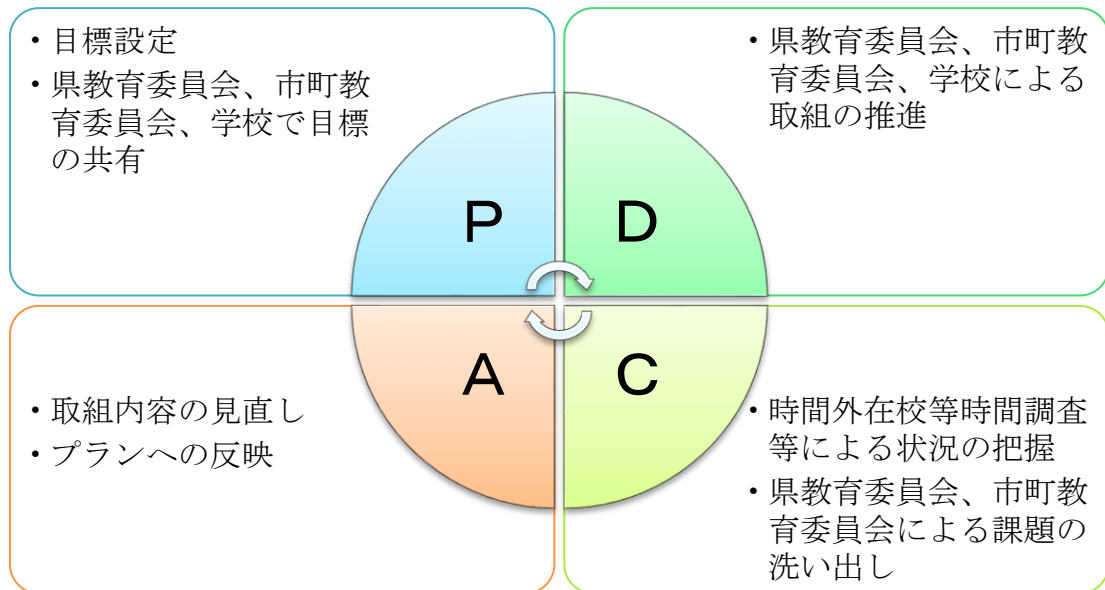 ・目標設定
・県教育委員会、市町教
育委員会、学校で目標
の共有
P
・県教育委員会、市町教
育委員会、学校による
取組の推進
D
・取組内容の見直し
・プランへの反映
A
・時間外在校等時間調査
等による状況の把握
・県教育委員会、市町教
育委員会による課題の
洗い出し
C